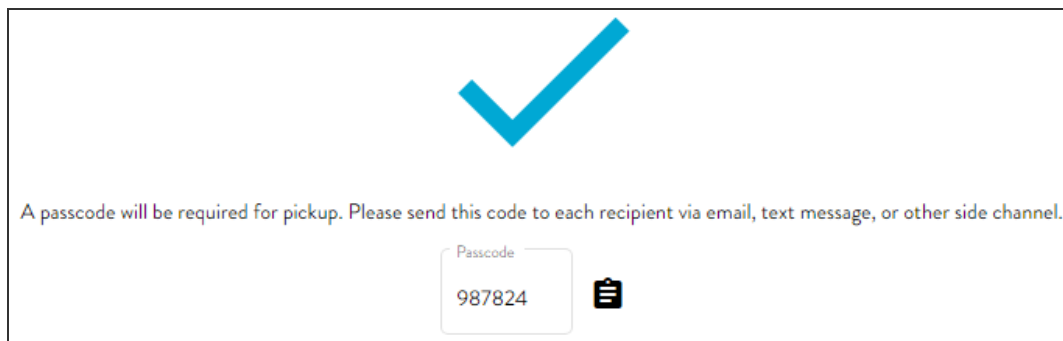 A passcode will be required for pickup. Please send this code to each recipient via email, text message, or other side channel.
Passcode
987824